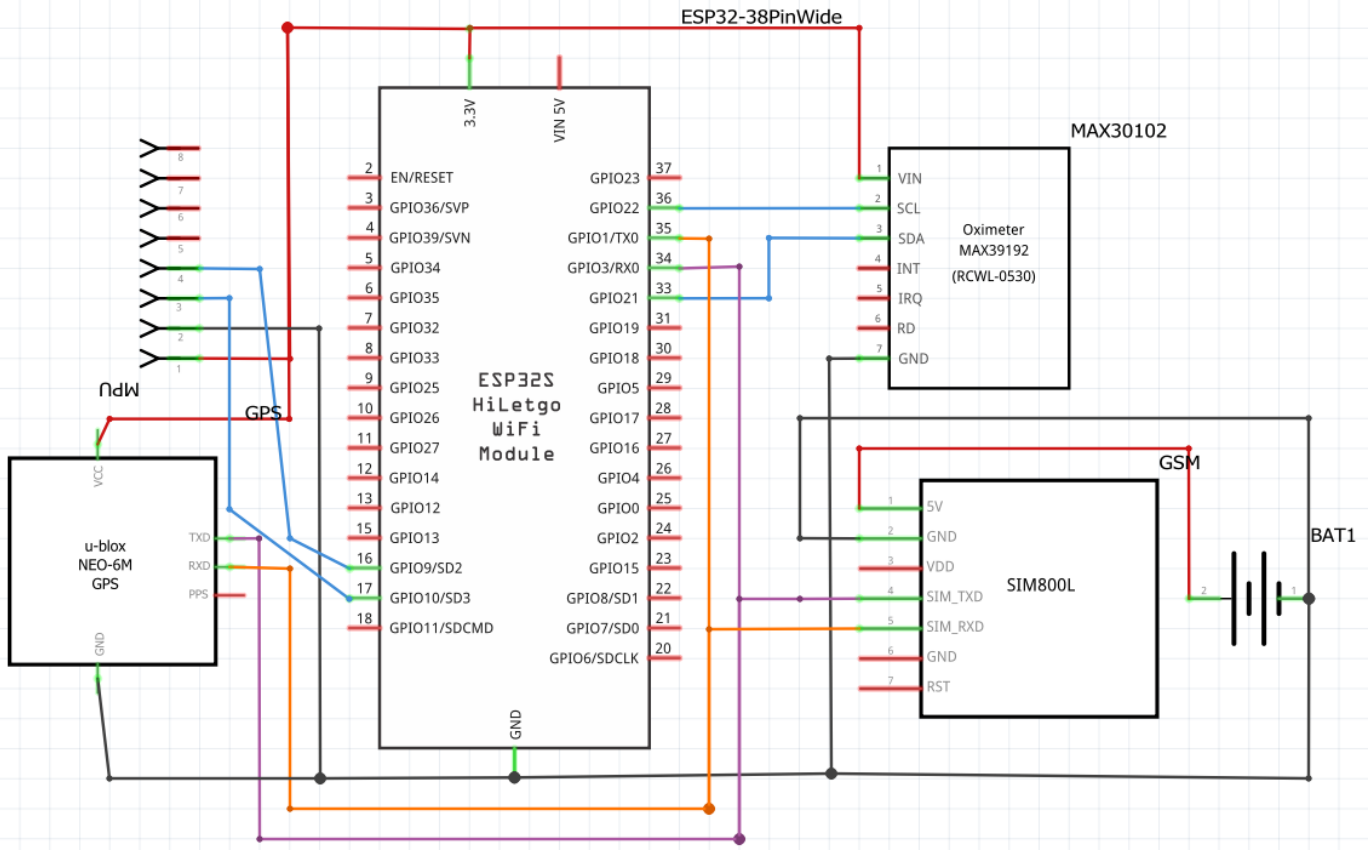 ESP32-38PinWide
3.3V
VIN 5V
8
7
6
5
4
3
2
1
MPU
GPS
VCC
u-blox
NEO-6M
GPS
TXD
RXD
PPS
GND
2 EN/RESET
3 GPIO36/SVP
4 GPIO39/SVN
5 GPIO34
6 GPIO35
7 GPIO32
8 GPIO33
9 GPIO25
10 GPIO26
11 GPIO27
12 GPIO14
13 GPIO12
15 GPIO13
16 GPIO9/SD2
17 GPIO10/SD3
18 GPIO11/SDCMD
ESP32S
HiLetgo
WiFi
Module
GPIO23 37
GPIO22 36
GPIO1/TX0 35
GPIO3/RX0 34
GPIO21 33
GPIO19 31
GPIO18 30
GPIO5 29
GPIO17 28
GPIO16 27
GPIO4 26
GPIO0 25
GPIO2 24
GPIO15 23
GPIO8/SD1 22
GPIO7/SD0 21
GPIO6/SDCLK 20
GND
MAX30102
1 VIN
2 SCL
3 SDA
4 INT
5 IRQ
6 RD
7 GND
Oximeter
MAX39192
(RCWL-0530)
GSM
1 5V
2 GND
3 VDD
4 SIM_TXD
5 SIM_RXD
6 GND
7 RST
SIM800L
BAT1
2
1